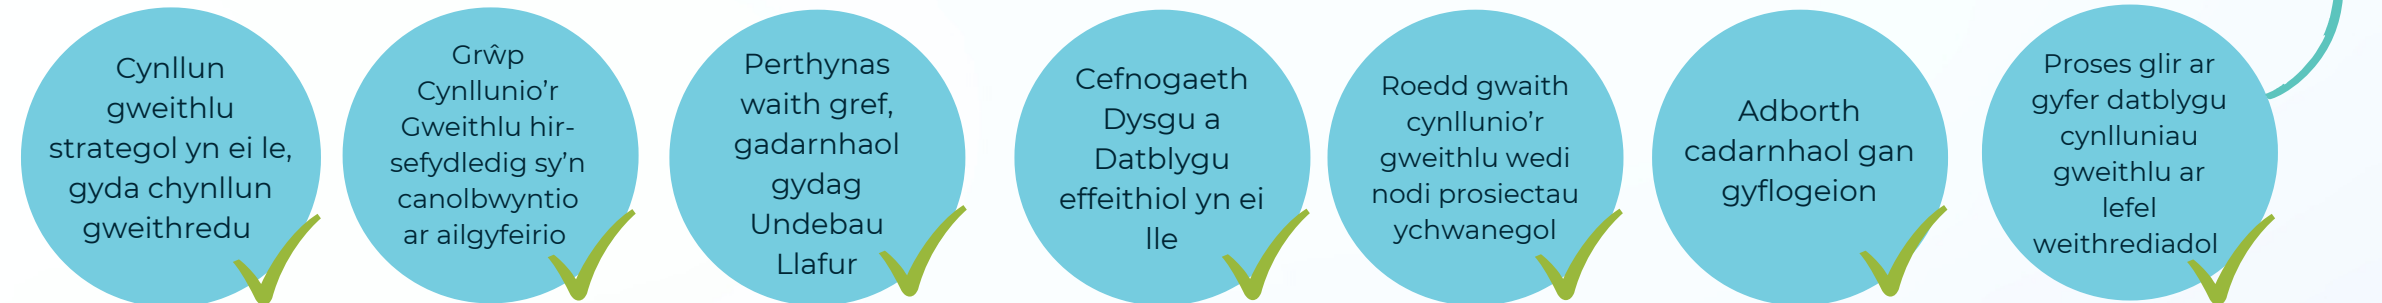 Cynllun
gweithlu
strategol yn ei le,
gyda chynllun
gweithredu
Grŵp
Cynllunio’r
Gweithlu hir-
sefydledig sy’n
canolbwyntio
ar ailgyfeirio
Perthynas
waith gref,
gadarnhaol
gydag
Undebau
Llafur
Cefnogaeth
Dysgu a
Datblygu
effeithiol yn ei
lle
Roedd gwaith
cynllunio’r
gweithlu wedi
nodi prosiectau
ychwanegol
Adborth
cadarnhaol gan
gyflogeion
Proses glir ar
gyfer datblygu
cynlluniau
gweithlu ar
lefel
weithrediadol